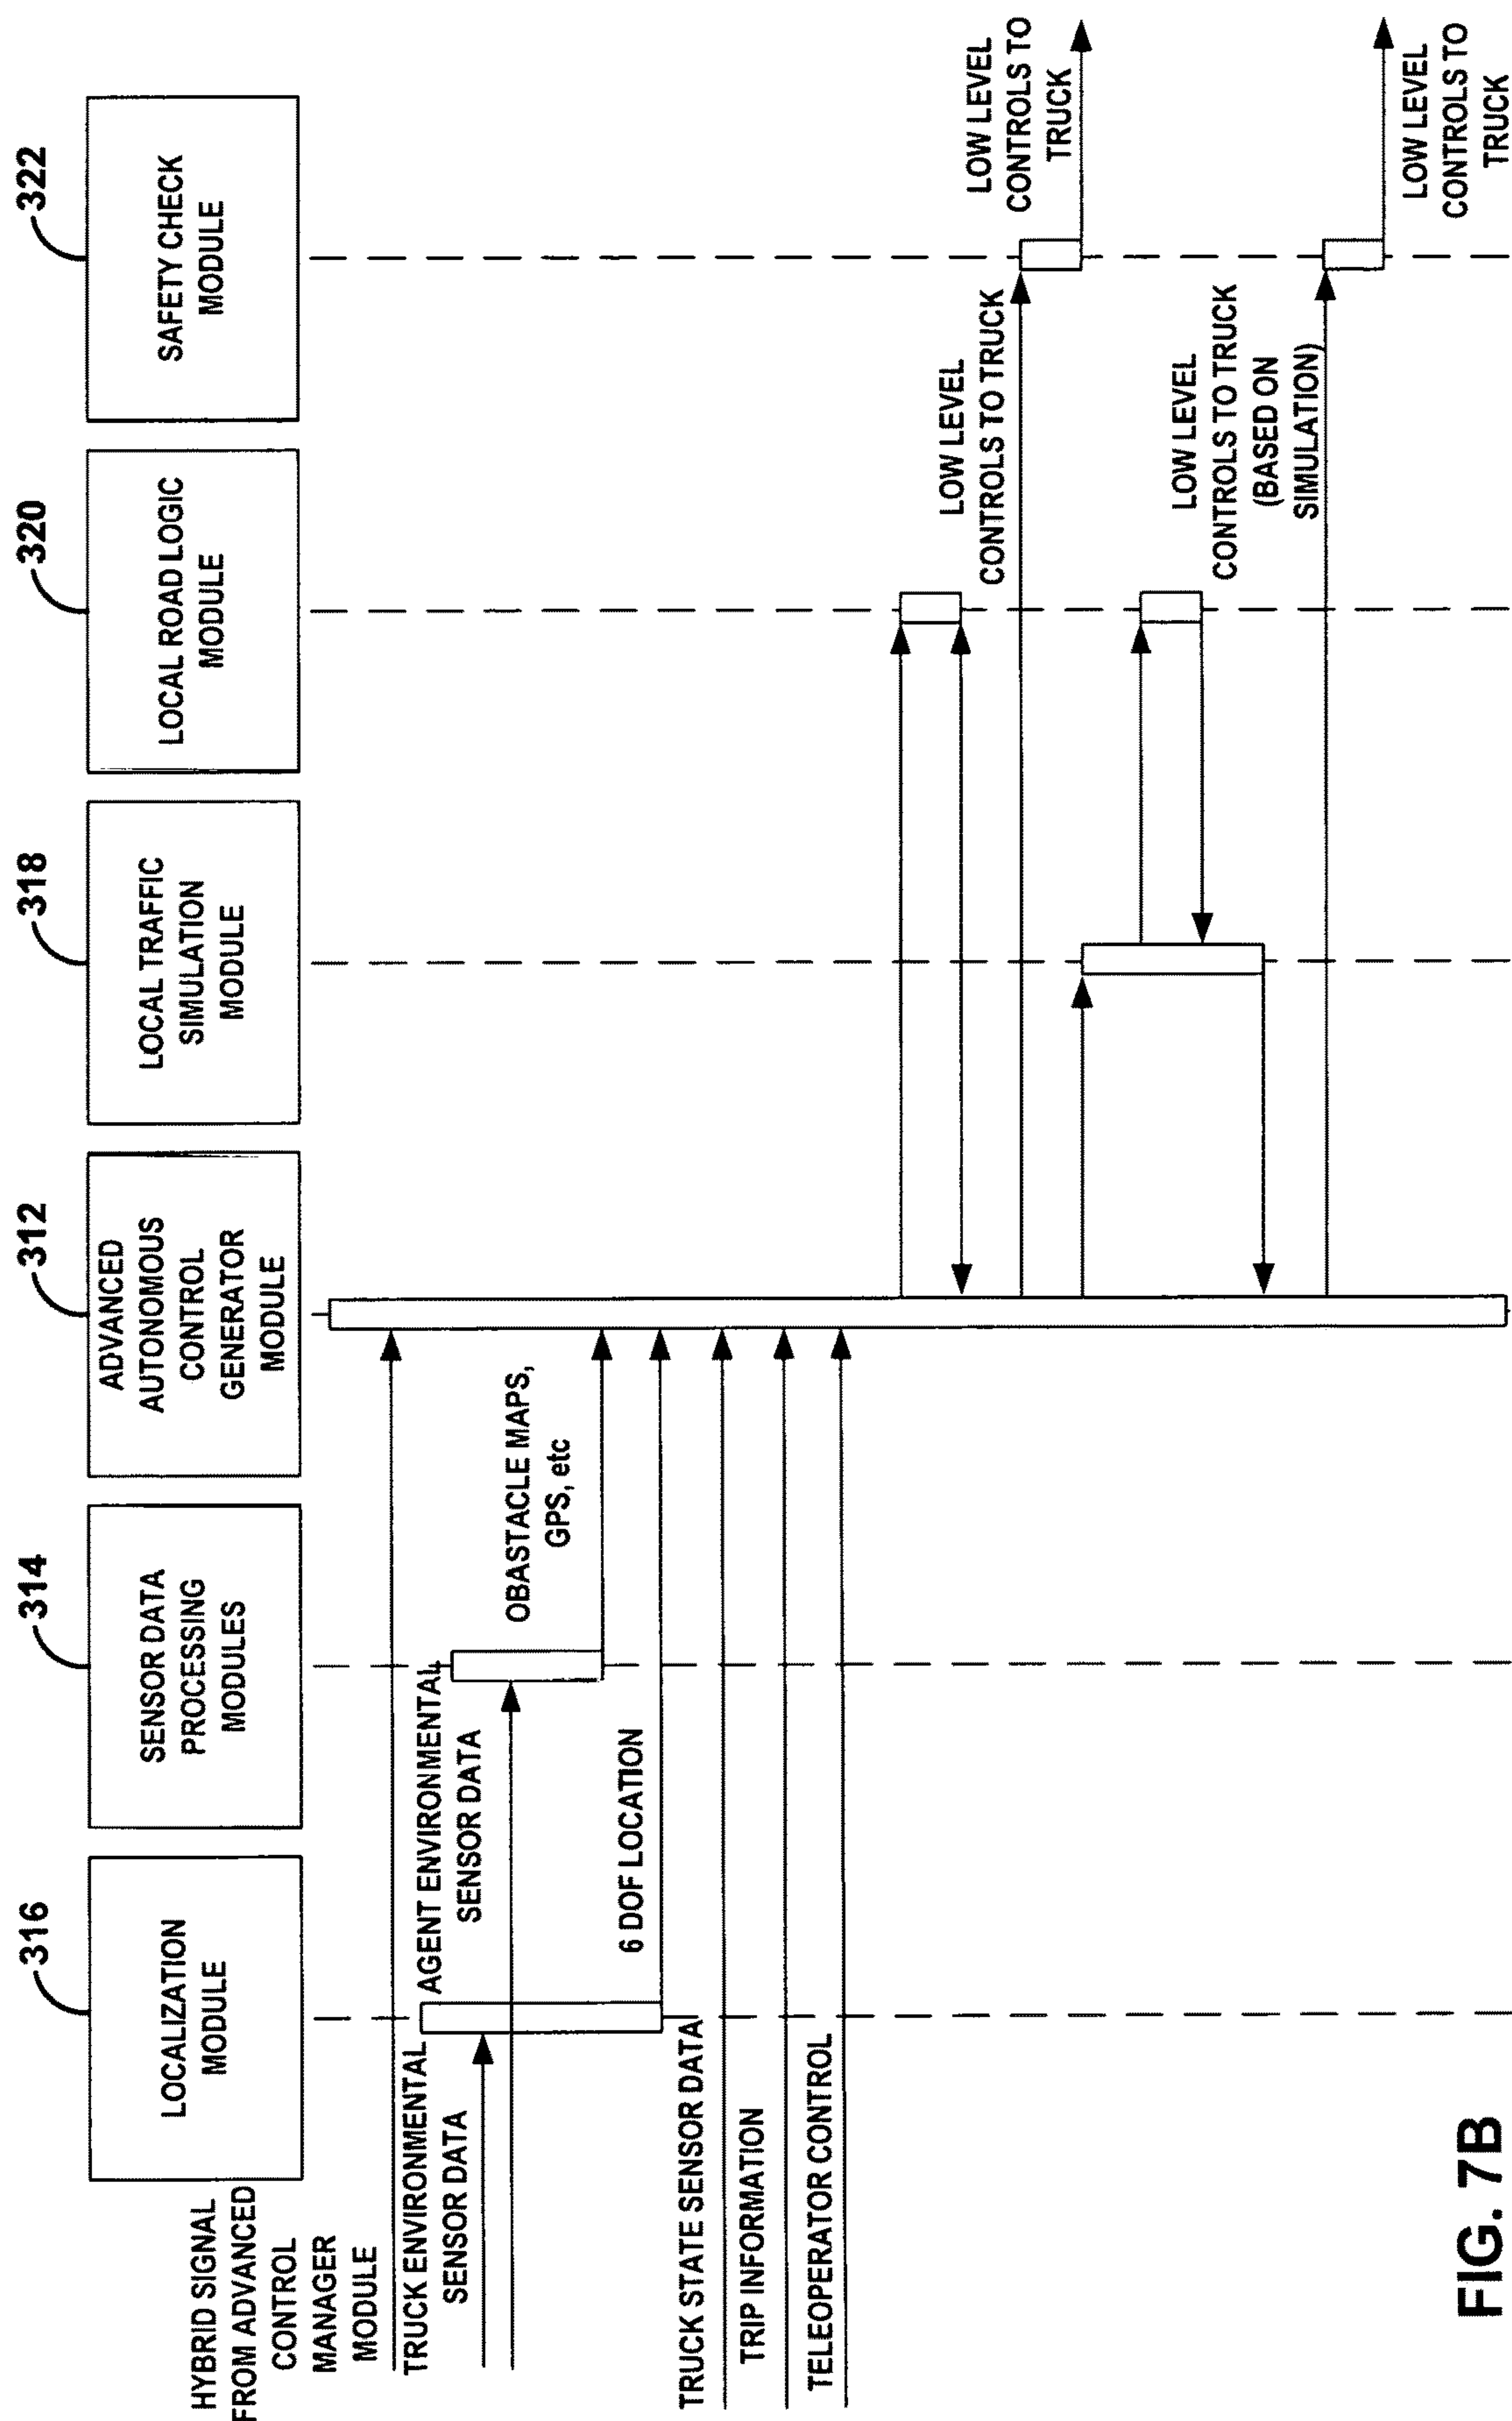 316
314
312
318
320
322
LOCALIZATION
MODULE
SENSOR DATA
PROCESSING
MODULES
ADVANCED
AUTONOMOUS
CONTROL
GENERATOR
MODULE
LOCAL TRAFFIC
SIMULATION
MODULE
LOCAL ROAD LOGIC
MODULE
SAFETY CHECK
MODULE
HYBRID SIGNAL
FROM ADVANCED
CONTROL
MANAGER
MODULE
TRUCK ENVIRONMENTAL
SENSOR DATA
AGENT ENVIRONMENTAL
SENSOR DATA
OBASTACLE MAPS,
GPS, etc
6 DOF LOCATION
TRUCK STATE SENSOR DATA
TRIP INFORMATION
TELEOPERATOR CONTROL
LOW LEVEL
CONTROLS TO TRUCK
LOW LEVEL
CONTROLS TO
TRUCK
LOW LEVEL
CONTROLS TO TRUCK
(BASED ON
SIMULATION)
LOW LEVEL
CONTROLS TO
TRUCK
FIG. 7B